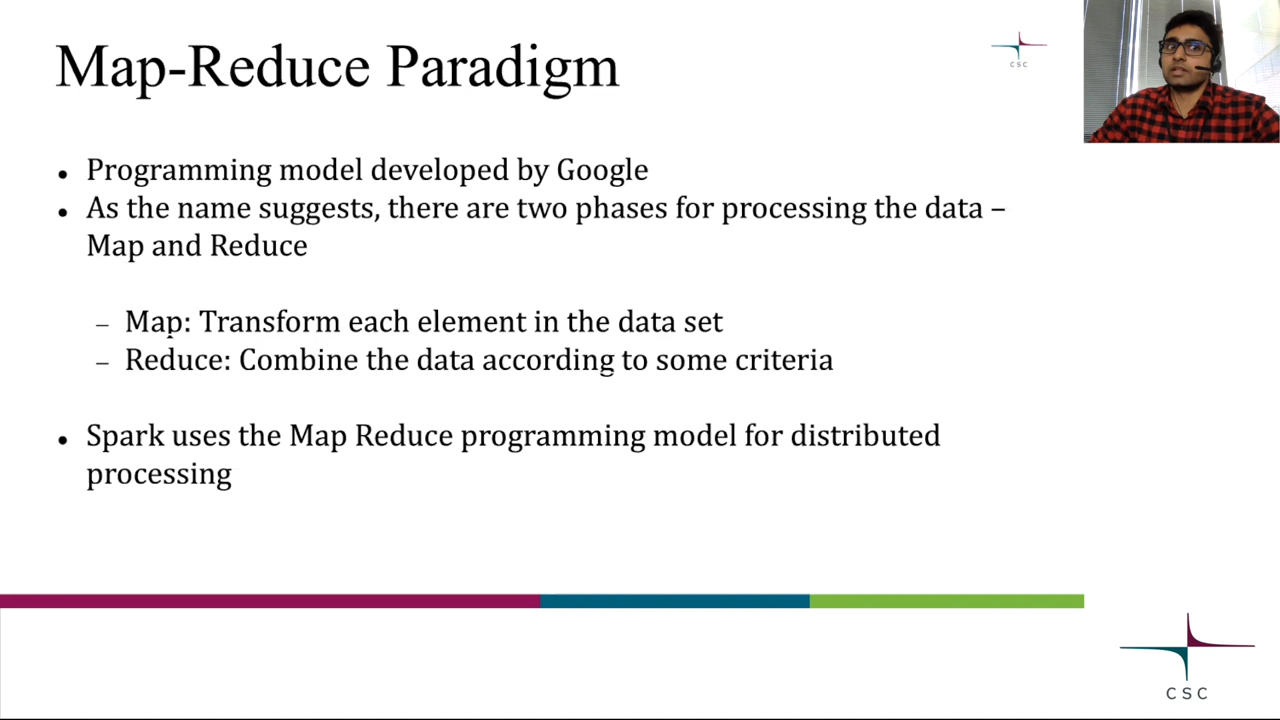 Map-Reduce Paradigm
CSC
• Programming model developed by Google
• As the name suggests, there are two phases for processing the data –
Map and Reduce
– Map: Transform each element in the data set
– Reduce: Combine the data according to some criteria
• Spark uses the Map Reduce programming model for distributed
processing
CSC